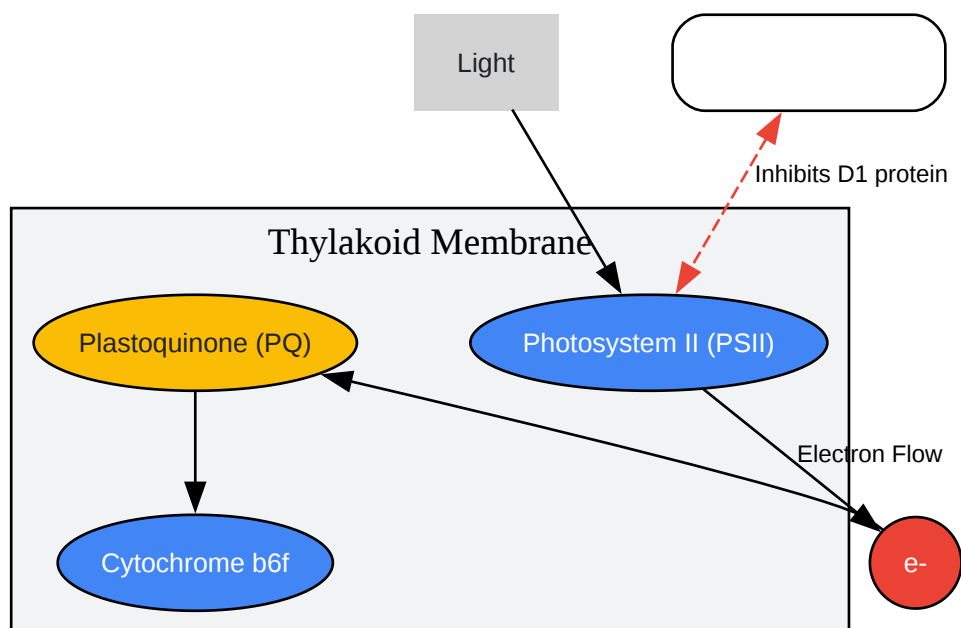 Light
Inhibits D1 protein
Thylakoid Membrane
Plastoquinone (PQ)
Photosystem II (PSII)
Electron Flow
Cytochrome b6f
e-